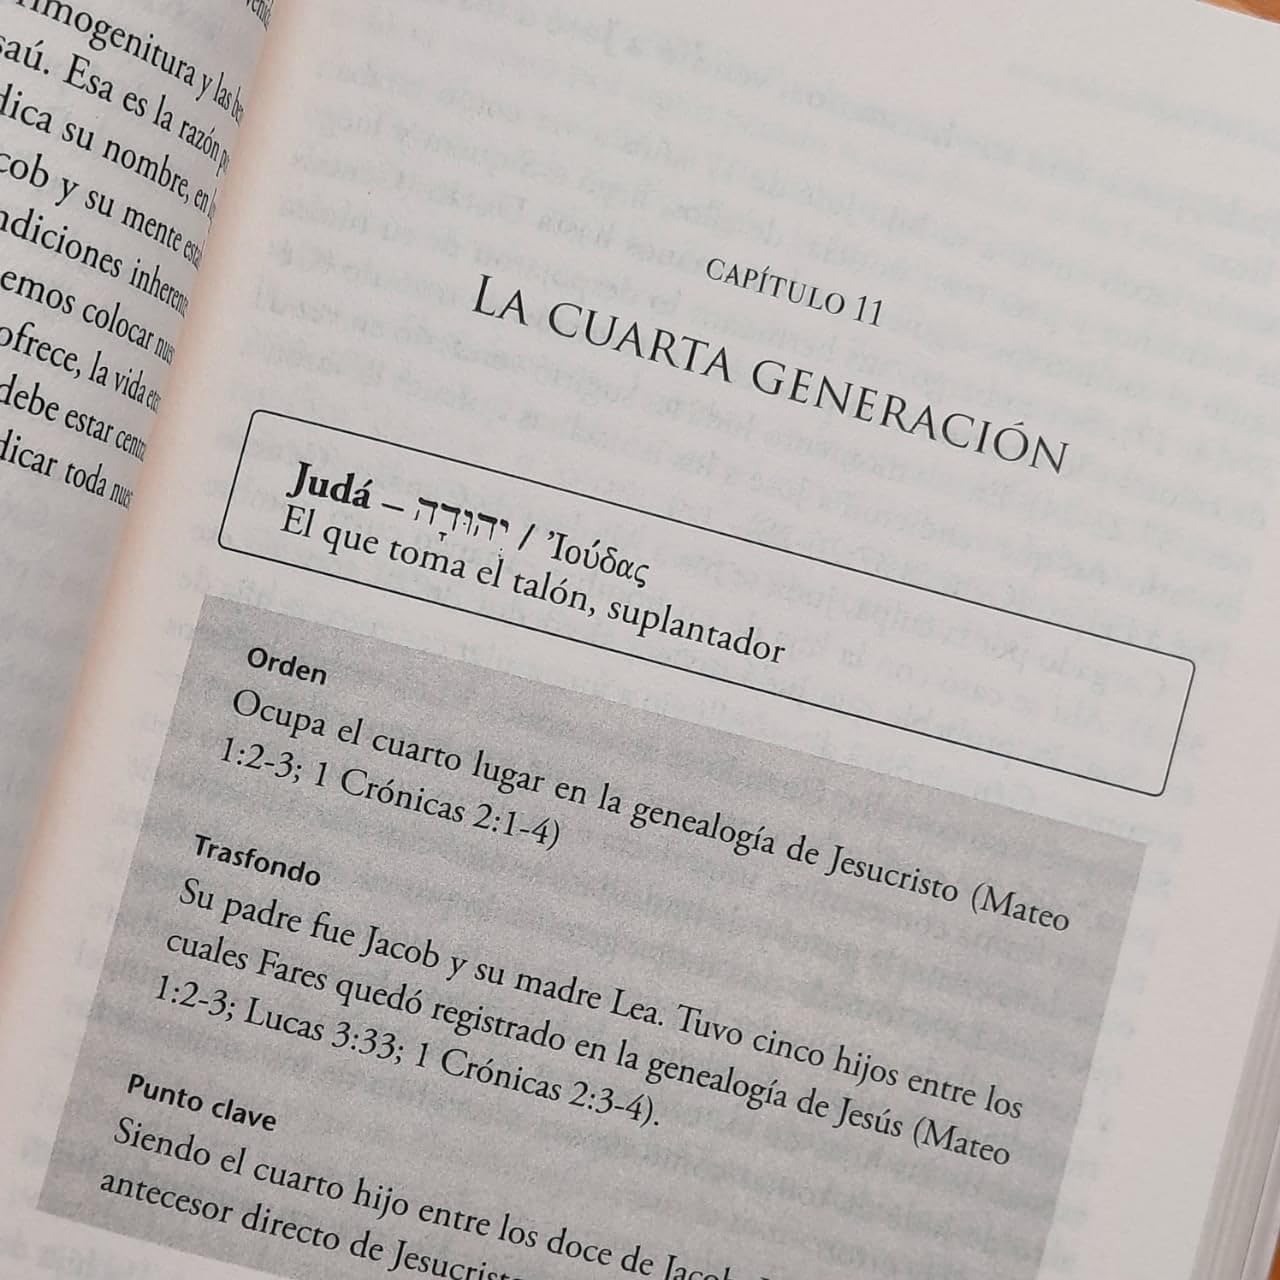 imogenitura y las
saú. Esa es la razón
dica su nombre, en
cob y su mente
ndiciones inherente
emos colocar
ofrece, la vida
debe estar
dicar toda
CAPÍTULO 11
LA CUARTA GENERACIÓN
Judá – יְהוּדָה / Ἰούδας
El que toma el talón, suplantador
Orden
Ocupa el cuarto lugar en la genealogía de Jesucristo (Mateo
1:2-3; 1 Crónicas 2:1-4)
Trasfondo
Su padre fue Jacob y su madre Lea. Tuvo cinco hijos entre los
cuales Fares quedó registrado en la genealogía de Jesús (Mateo
1:2-3; Lucas 3:33; 1 Crónicas 2:3-4).
Punto clave
Siendo el cuarto hijo entre los doce de Jacob
antecesor directo de Jesucristo